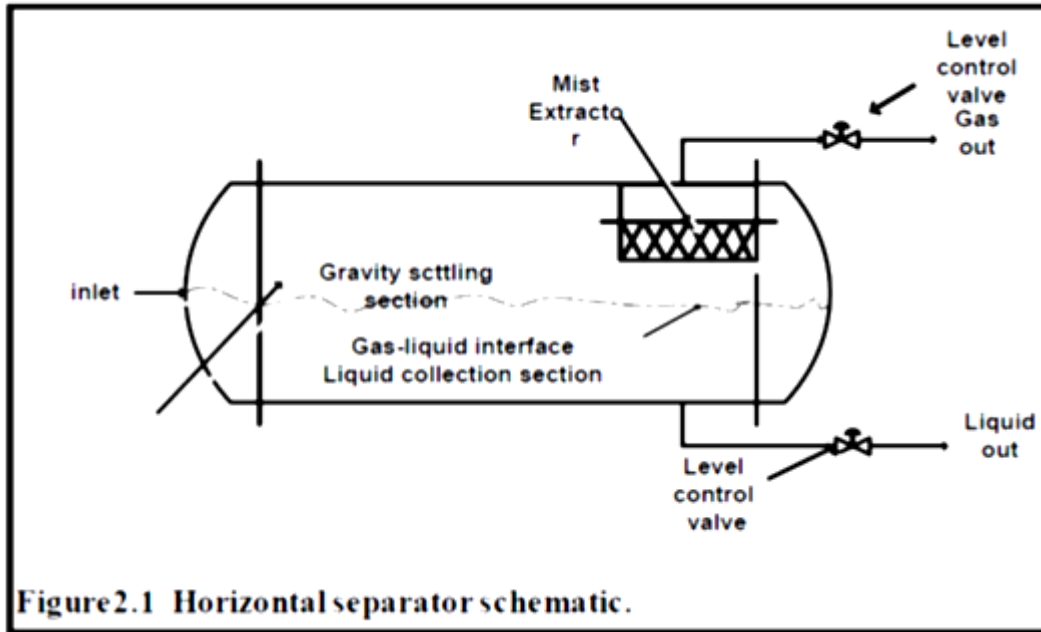 Level
control
valve
Gas
out
Mist
Extracto
r
inlet
Gravity scttling
section
Gas-liquid interface
Liquid collection section
Liquid
out
Level
control
valve
Figure2.1 Horizontal separator schematic.